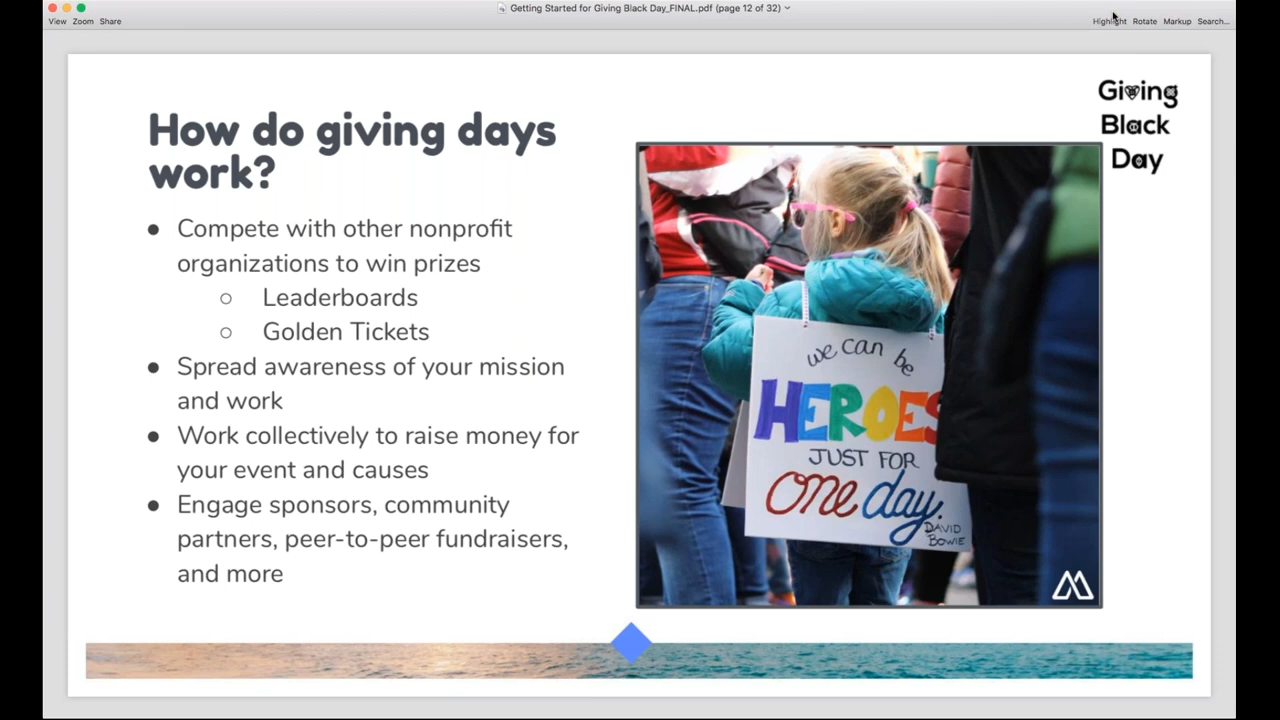 Getting Started for Giving Black Day_FINAL.pdf (page 12 of 32)
View Zoom Share
Highlight Rotate Markup Search...
Giving
Black
Day
How do giving days
work?
● Compete with other nonprofit
organizations to win prizes
○ Leaderboards
○ Golden Tickets
● Spread awareness of your mission
and work
● Work collectively to raise money for
your event and causes
● Engage sponsors, community
partners, peer-to-peer fundraisers,
and more
we can be
HEROES
JUST FOR
one day.
DAVID
BOWIE